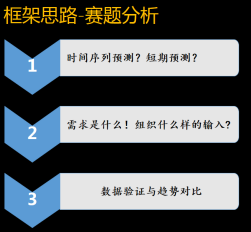 框架思路-赛题分析
1
时间序列预测？短期预测？
2
需求是什么！组织什么样的输入?
3
数据验证与趋势对比